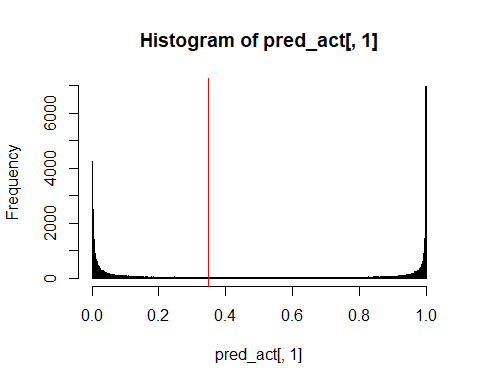 Histogram of pred_act[, 1]
Frequency
6000
4000
2000
0
0.0 0.2 0.4 0.6 0.8 1.0
pred_act[, 1]